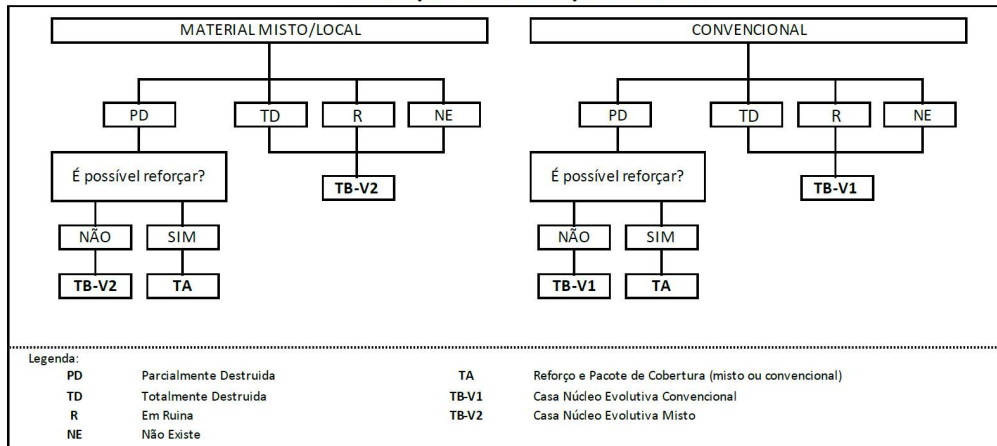 MATERIAL MISTO/LOCAL
PD
TD
R
NE
É possível reforçar?
TB-V2
NÃO
SIM
TB-V2
TA
CONVENCIONAL
PD
TD
R
NE
É possível reforçar?
TB-V1
NÃO
SIM
TB-V1
TA
Legenda:
PD Parcialmente Destruida
TD Totalmente Destruida
R Em Ruina
NE Não Existe
TA Reforço e Pacote de Cobertura (misto ou convencional)
TB-V1 Casa Núcleo Evolutiva Convencional
TB-V2 Casa Núcleo Evolutiva Misto